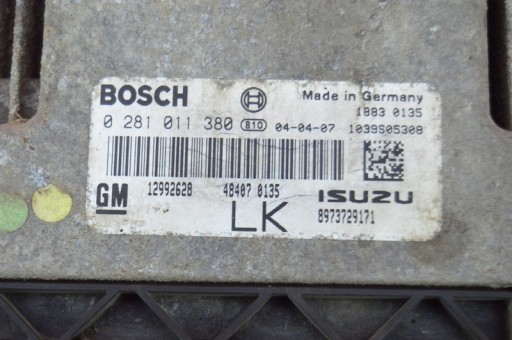 BOSCH Made in Germany
1883 0135
0 281 011 380 810 04-04-07 1039S05308
GM 12992628 48407 0135 ISUZU
LK 8973729171